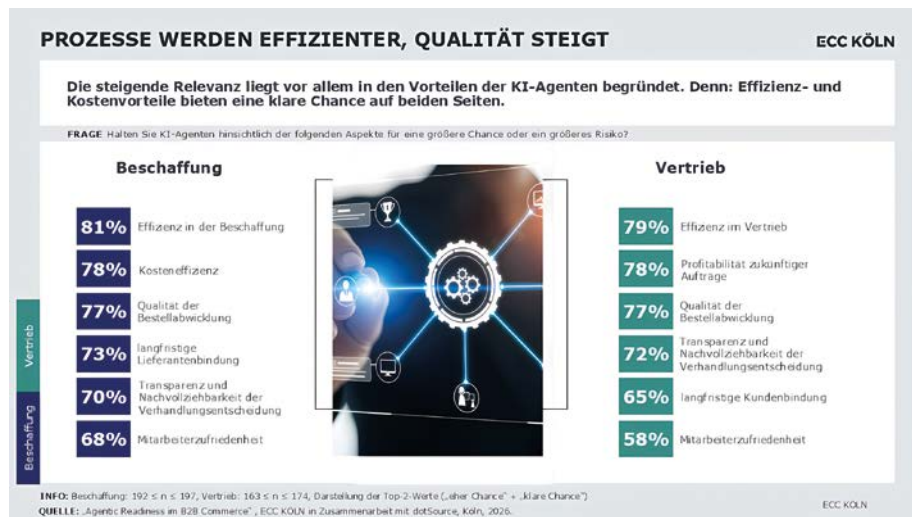 PROZESSE WERDEN EFFIZIENTER, QUALITÄT STEIGT
ECC KÖLN
Die steigende Relevanz liegt vor allem in den Vorteilen der KI-Agenten begründet. Denn: Effizienz- und
Kostenvorteile bieten eine klare Chance auf beiden Seiten.
FRAGE Halten Sie KI-Agenten hinsichtlich der folgenden Aspekte für eine größere Chance oder ein größeres Risiko?
Beschaffung
81% Effizienz in der Beschaffung
78% Kosteneffizienz
77% Qualität der
Bestellabwicklung
73% langfristige
Lieferantenbindung
70% Transparenz und
Nachvollziehbarkeit der
Verhandlungsentscheidung
68% Mitarbeiterzufriedenheit
Vertrieb
79% Effizienz im Vertrieb
78% Profitabilität zukünftiger
Aufträge
77% Qualität der
Bestellabwicklung
72% Transparenz und
Nachvollziehbarkeit der
Verhandlungsentscheidung
65% langfristige Kundenbindung
58% Mitarbeiterzufriedenheit
Vertrieb
Beschaffung
INFO: Beschaffung: 192 ≤ n ≤ 197, Vertrieb: 163 ≤ n ≤ 174, Darstellung der Top-2-Werte („eher Chance" + „klare Chance")
QUELLE: „Agentic Readiness im B2B Commerce", ECC KÖLN in Zusammenarbeit mit dotSource, Köln, 2026.
ECC KÖLN